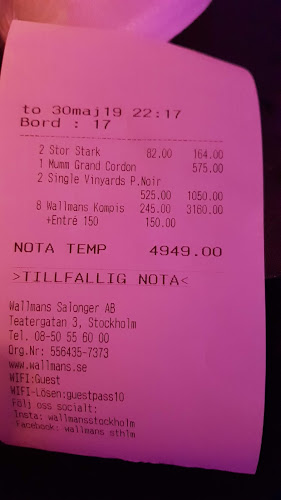 to 30maj19 22:17
Bord : 17
2 Stor Stark 82.00 164.00
1 Mumm Grand Cordon 575.00
2 Single Vinyards P.Noir
525.00 1050.00
8 Wallmans Kompis 245.00 3160.00
+Entré 150 150.00
NOTA TEMP 4949.00
>TILLFALLIG NOTA<
Wallmans Salonger AB
Teatergatan 3, Stockholm
Tel. 08-50 55 60 00
Org.Nr: 556435-7373
www.wallmans.se
WIFI:Guest
WIFI-Lösen:guestpass10
Följ oss socialt:
Insta: wallmansstockholm
Facebook: wallmans sthlm